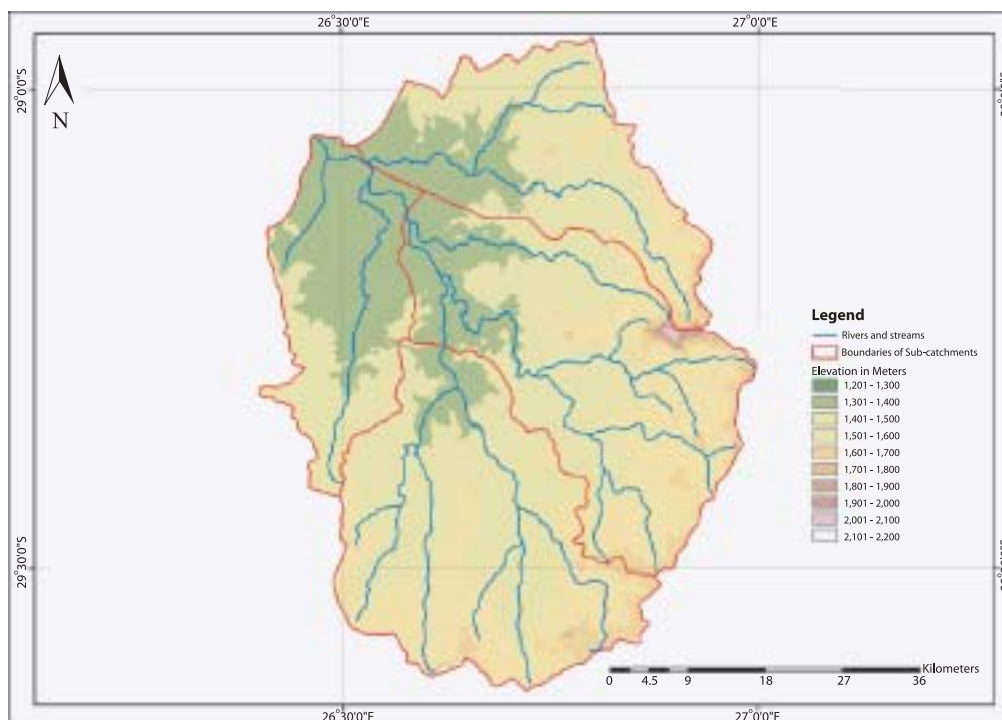 26°30'0"E
27°0'0"E
29°0'0"S
N
Legend
Rivers and streams
Boundaries of Sub-catchments
Elevation in Meters
1,201 - 1,300
1,301 - 1,400
1,401 - 1,500
1,501 - 1,600
1,601 - 1,700
1,701 - 1,800
1,801 - 1,900
1,901 - 2,000
2,001 - 2,100
2,101 - 2,200
29°30'0"S
Kilometers
0 4.5 9 18 27 36
26°30'0"E
27°0'0"E